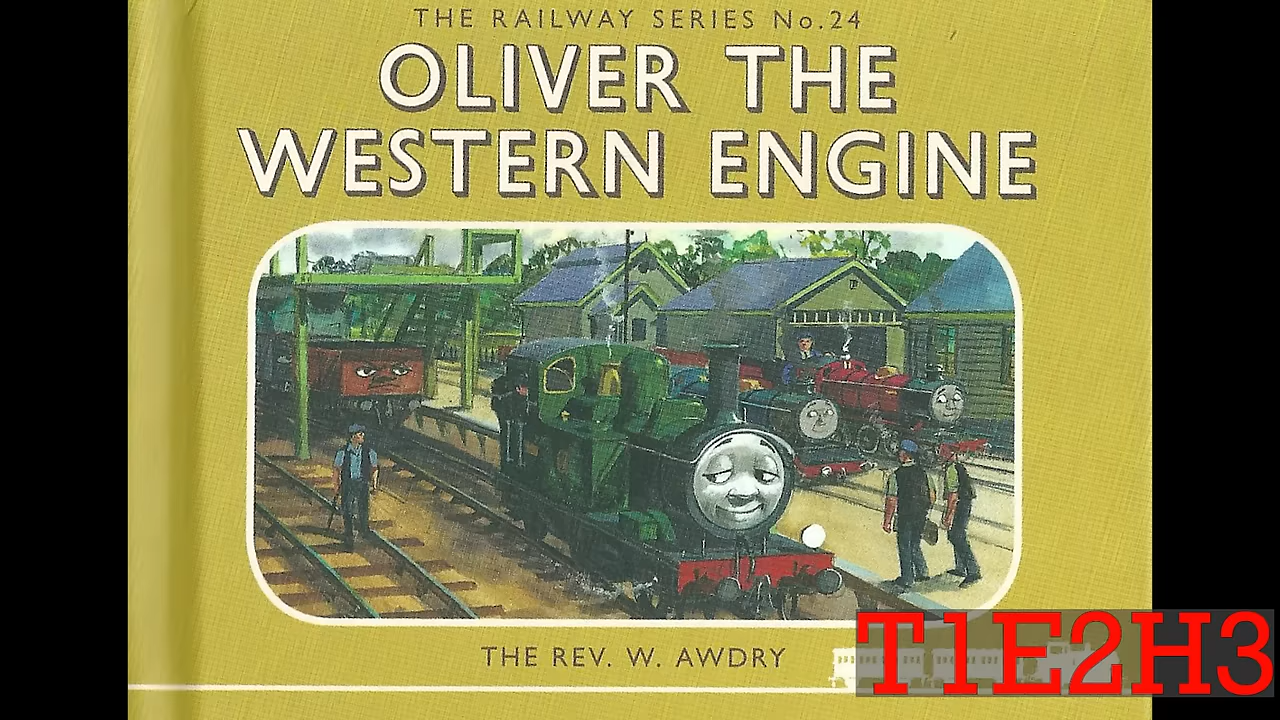 THE RAILWAY SERIES No.24
OLIVER THE
WESTERN ENGINE
THE REV. W. AWDRY
T1E2H3